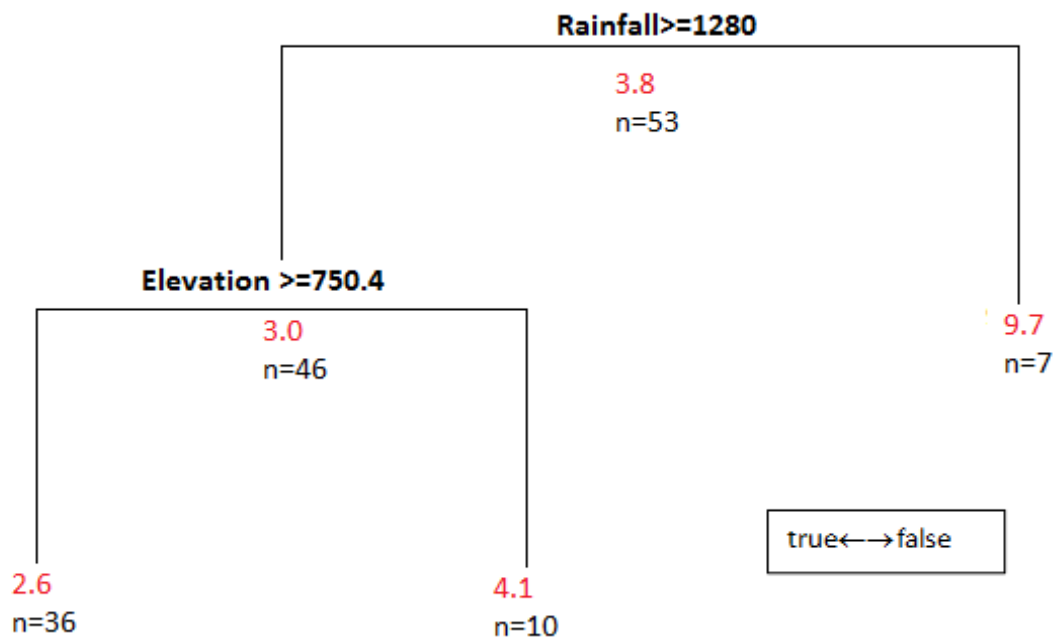 Rainfall>=1280
3.8
n=53
Elevation >=750.4
3.0
n=46
9.7
n=7
true←→false
2.6
n=36
4.1
n=10